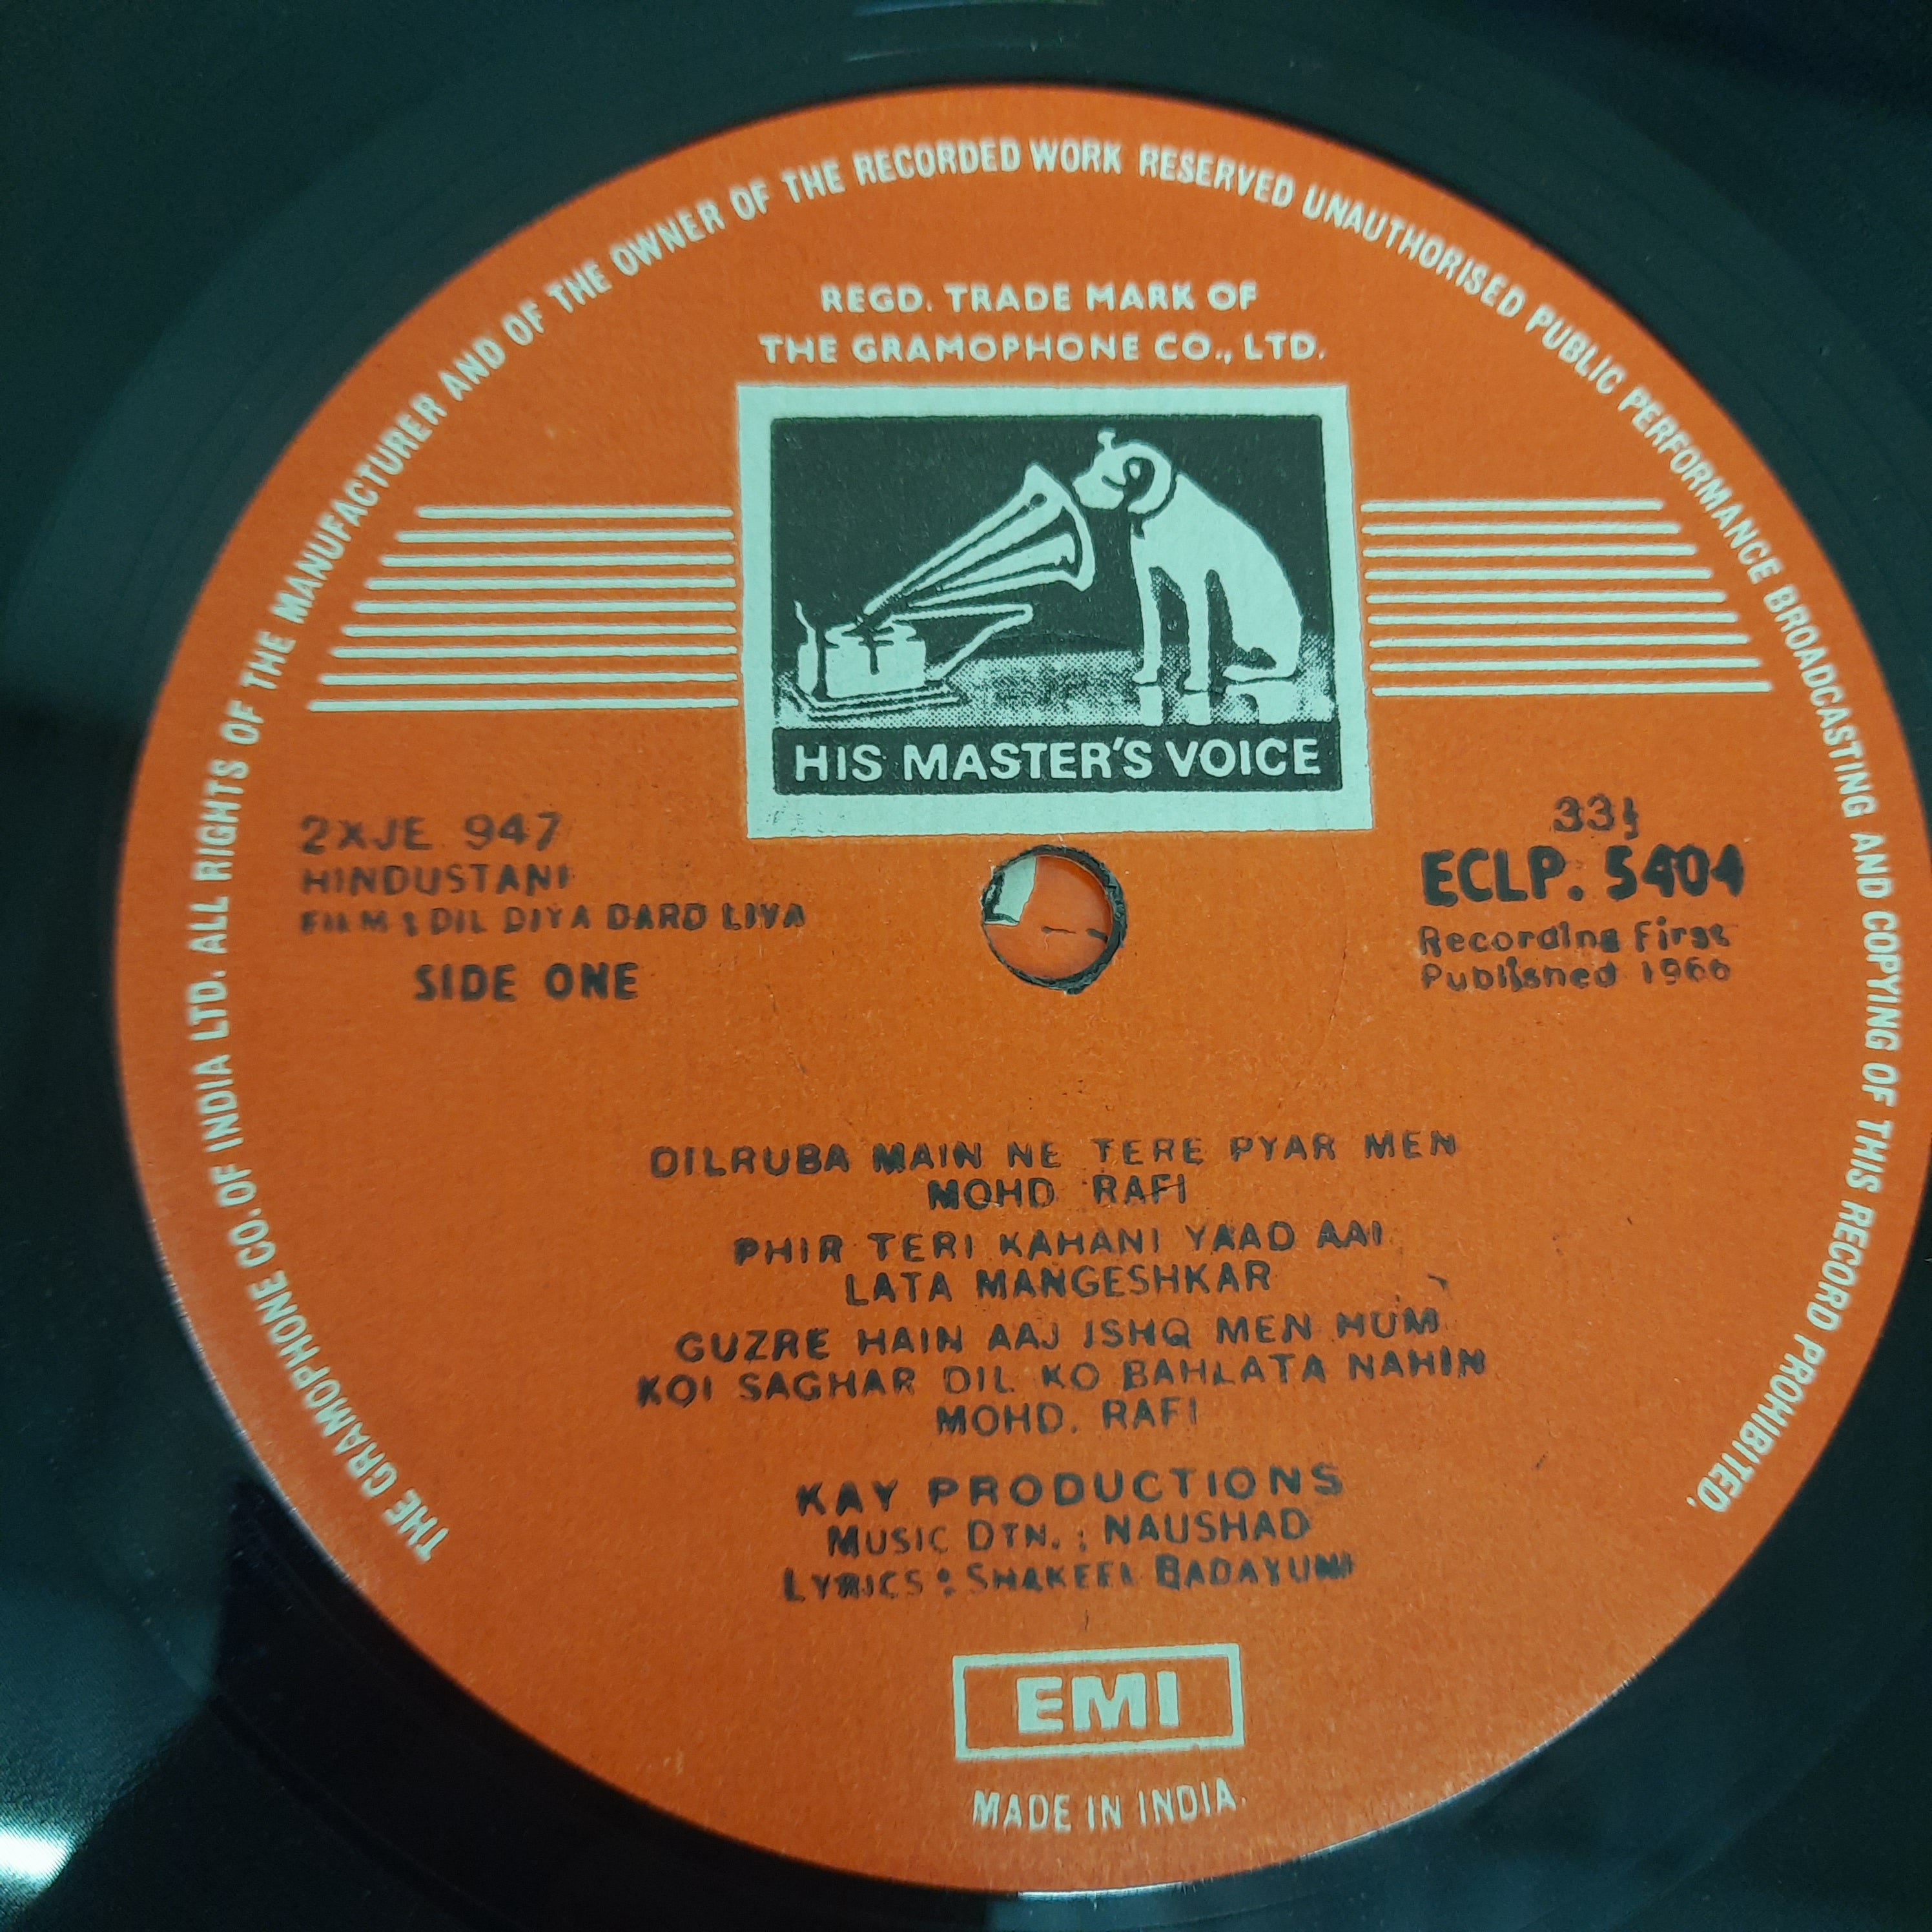 THE GRAMOPHONE CO. OF INDIA LTD. ALL RIGHTS OF THE MANUFACTURER AND OF THE OWNER OF THE RECORDED WORK RESERVED UNAUTHORISED PUBLIC PERFORMANCE BROADCASTING AND COPYING OF THIS RECORD PROHIBITED.
REGD. TRADE MARK OF
THE GRAMOPHONE CO., LTD.
HIS MASTER'S VOICE
2XJE 947
HINDUSTANI
FILM : DIL DIYA DARD LIYA
SIDE ONE
33⅓
ECLP. 5404
Recording First
Published 1966
DILRUBA MAIN NE TERE PYAR MEN
MOHD RAFI
PHIR TERI KAHANI YAAD AAI
LATA MANGESHKAR
GUZRE HAIN AAJ ISHQ MEN HUM
KOI SAGHAR DIL KO BAHLATA NAHIN
MOHD. RAFI
KAY PRODUCTIONS
MUSIC DTN. : NAUSHAD
LYRICS : SHAKEEL BADAYUNI
EMI
MADE IN INDIA.